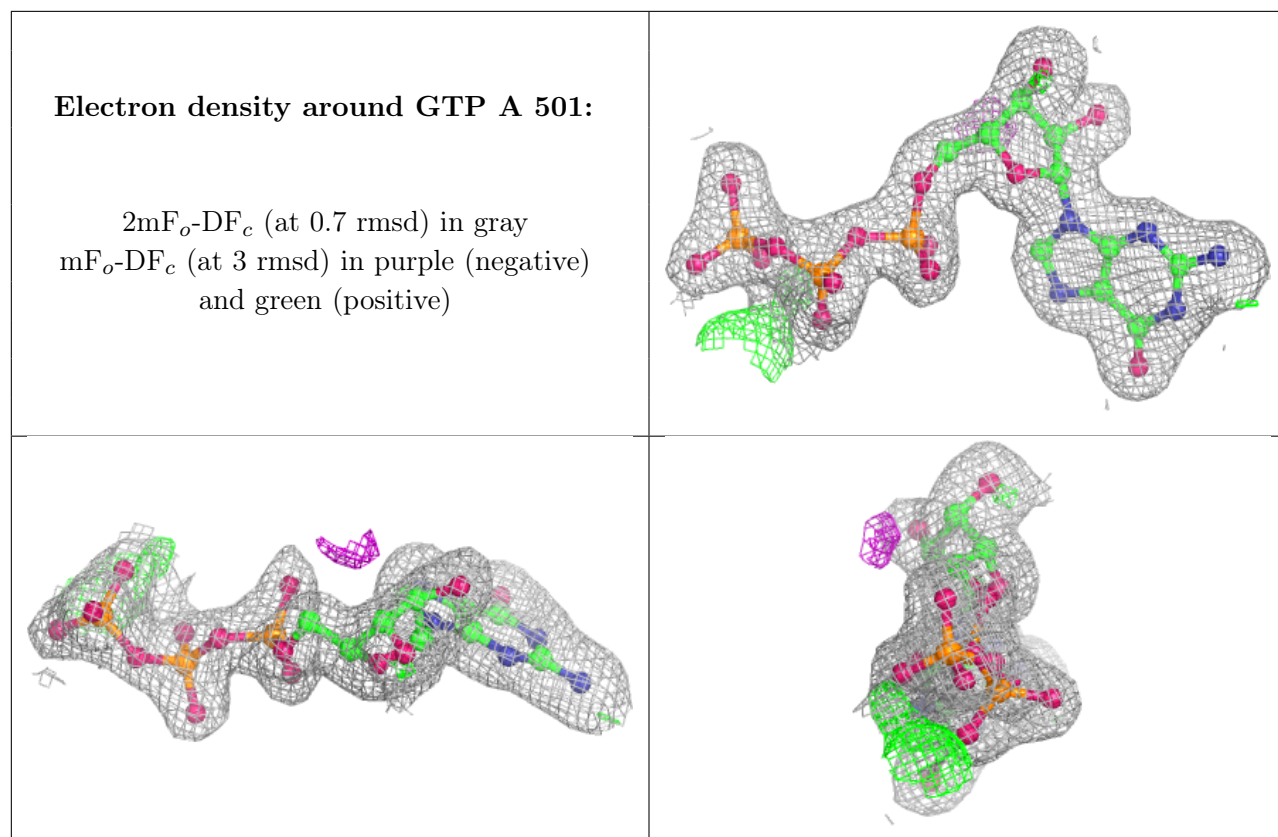 Electron density around GTP A 501:
2mFo-DFc (at 0.7 rmsd) in gray
mFo-DFc (at 3 rmsd) in purple (negative)
and green (positive)